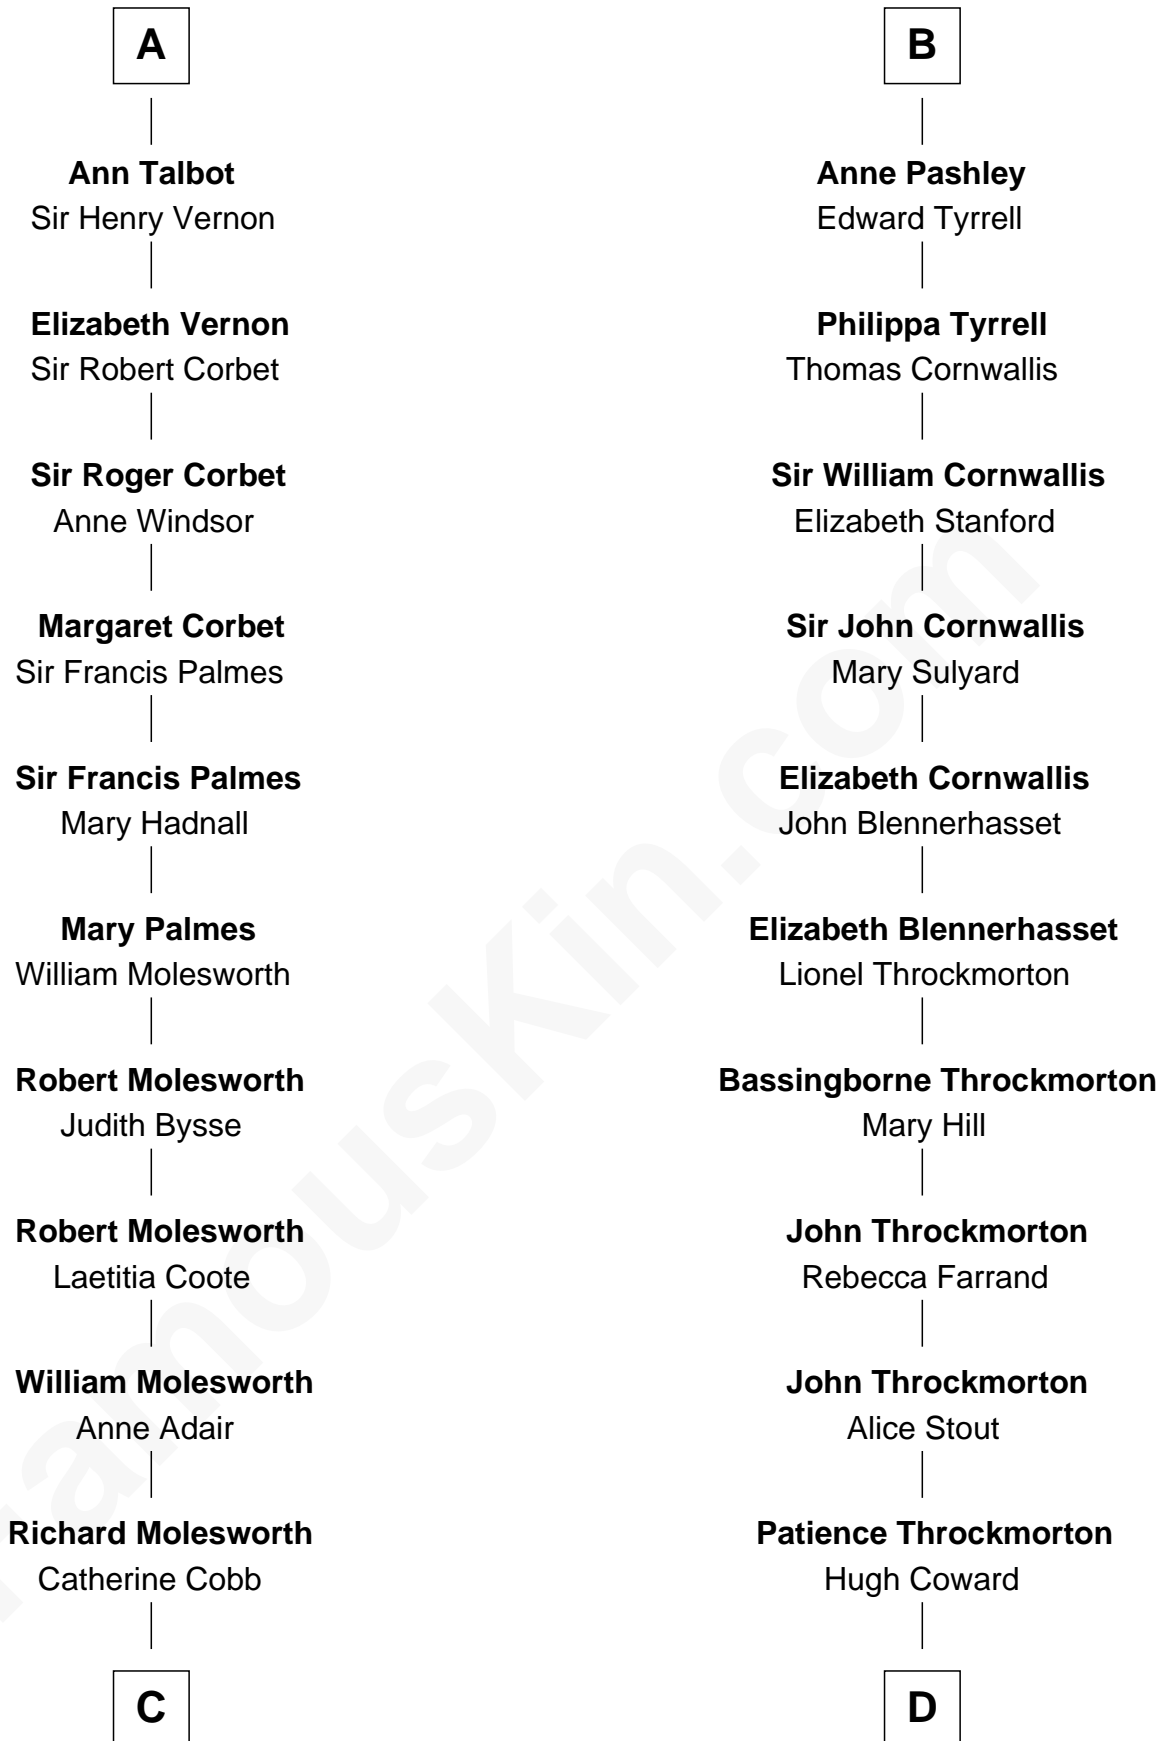 A
Ann Talbot
Sir Henry Vernon
Elizabeth Vernon
Sir Robert Corbet
Sir Roger Corbet
Anne Windsor
Margaret Corbet
Sir Francis Palmes
Sir Francis Palmes
Mary Hadnall
Mary Palmes
William Molesworth
Robert Molesworth
Judith Bysse
Robert Molesworth
Laetitia Coote
William Molesworth
Anne Adair
Richard Molesworth
Catherine Cobb
C
B
Anne Pashley
Edward Tyrrell
Philippa Tyrrell
Thomas Cornwallis
Sir William Cornwallis
Elizabeth Stanford
Sir John Cornwallis
Mary Sulyard
Elizabeth Cornwallis
John Blennerhasset
Elizabeth Blennerhasset
Lionel Throckmorton
Bassingborne Throckmorton
Mary Hill
John Throckmorton
Rebecca Farrand
John Throckmorton
Alice Stout
Patience Throckmorton
Hugh Coward
D
FamousKin.com